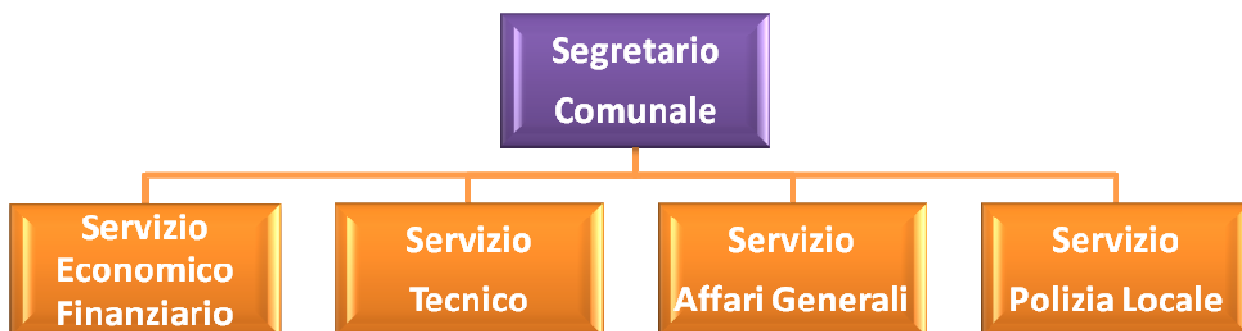 Segretario
Comunale
Servizio
Economico
Finanziario
Servizio
Tecnico
Servizio
Affari Generali
Servizio
Polizia Locale